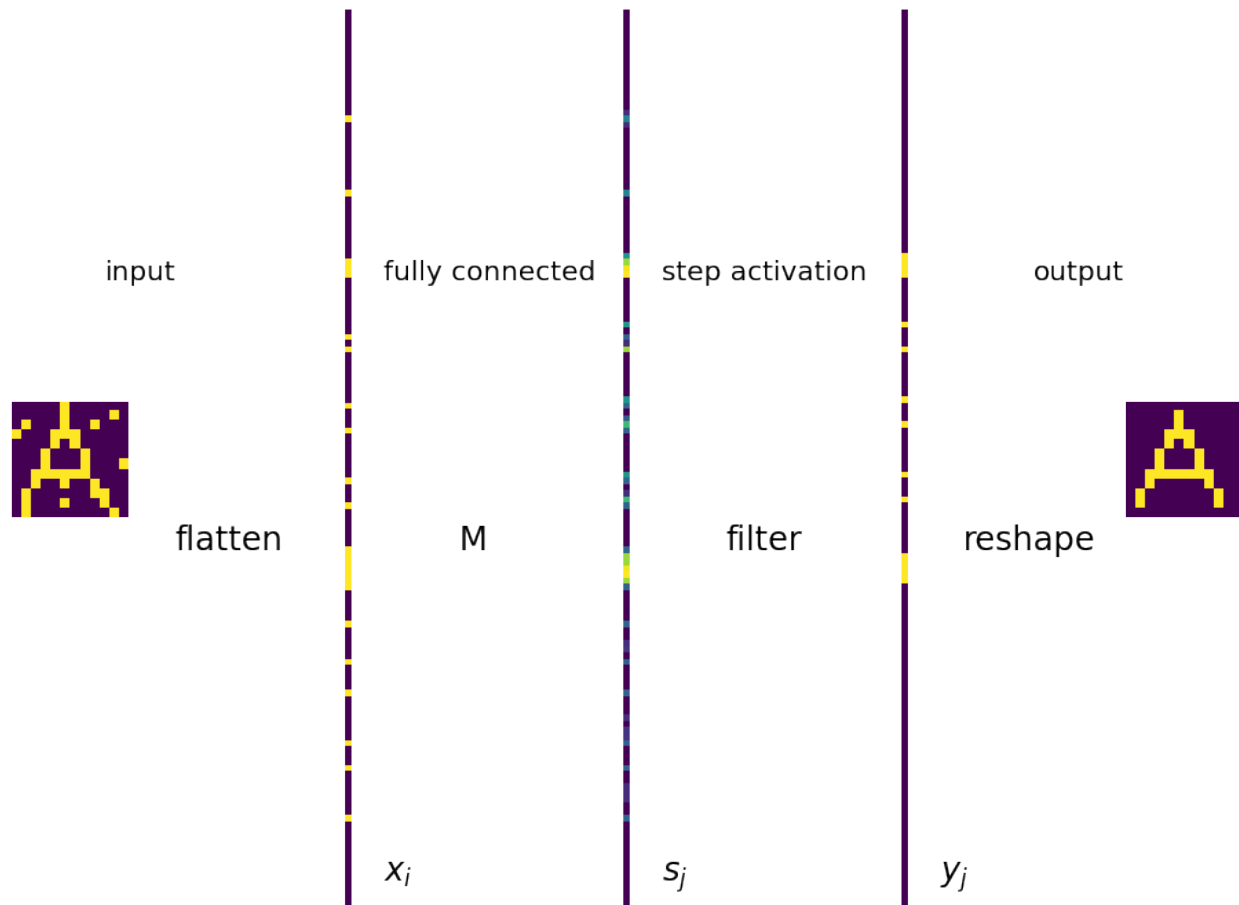 input
fully connected
step activation
output
flatten
M
filter
reshape
x_i
s_j
y_j